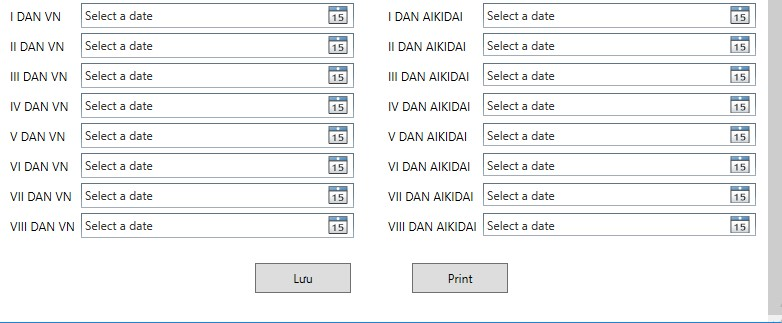 I DAN VN Select a date 15 I DAN AIKIDAI Select a date 15
II DAN VN Select a date 15 II DAN AIKIDAI Select a date 15
III DAN VN Select a date 15 III DAN AIKIDAI Select a date 15
IV DAN VN Select a date 15 IV DAN AIKIDAI Select a date 15
V DAN VN Select a date 15 V DAN AIKIDAI Select a date 15
VI DAN VN Select a date 15 VI DAN AIKIDAI Select a date 15
VII DAN VN Select a date 15 VII DAN AIKIDAI Select a date 15
VIII DAN VN Select a date 15 VIII DAN AIKIDAI Select a date 15
Lưu Print